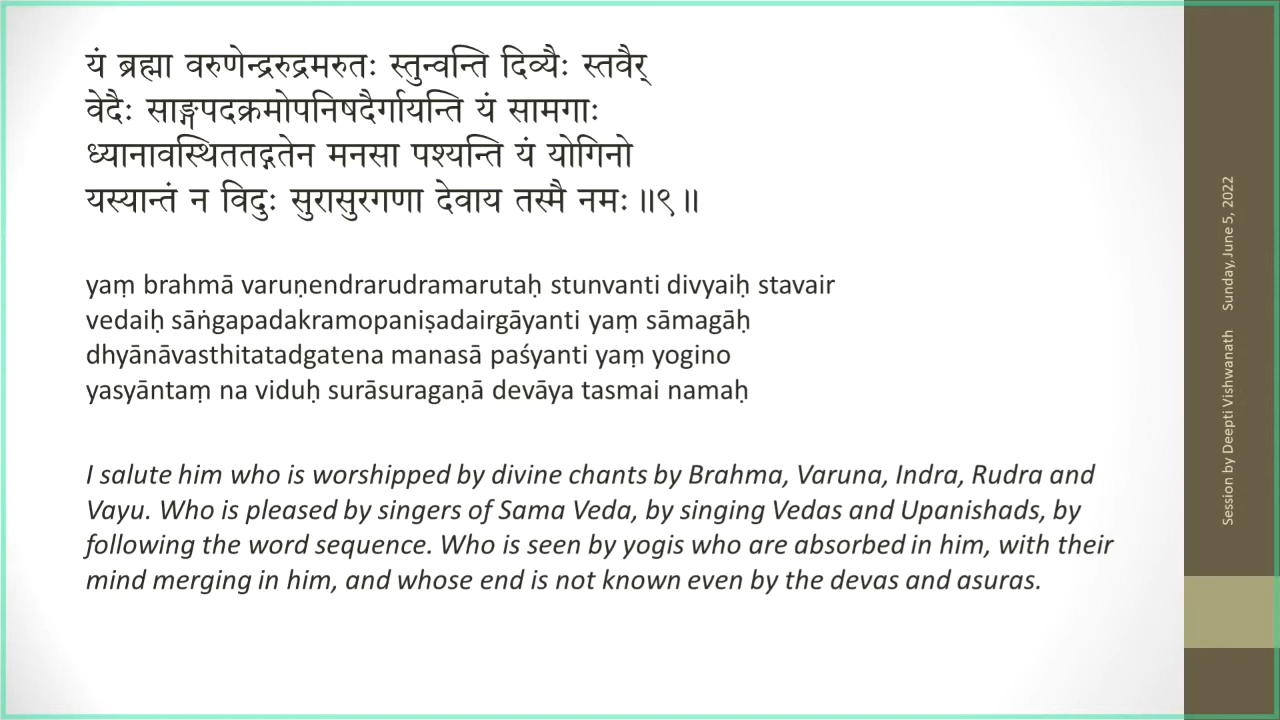 यं ब्रह्मा वरुणेन्द्ररुद्रमरुतः स्तुन्वन्ति दिव्यैः स्तवैर्
वेदैः साङ्गपदक्रमोपनिषदैर्गायन्ति यं सामगाः
ध्यानावस्थिततद्गतेन मनसा पश्यन्ति यं योगिनो
यस्यान्तं न विदुः सुरासुरगणा देवाय तस्मै नमः ॥९॥
yaṃ brahmā varuṇendrarudramarutaḥ stunvanti divyaiḥ stavair
vedaiḥ sāṅgapadakramopaniṣadairgāyanti yaṃ sāmagāḥ
dhyānāvasthitatadgatena manasā paśyanti yaṃ yogino
yasyāntaṃ na viduḥ surāsuragaṇā devāya tasmai namaḥ
I salute him who is worshipped by divine chants by Brahma, Varuna, Indra, Rudra and
Vayu. Who is pleased by singers of Sama Veda, by singing Vedas and Upanishads, by
following the word sequence. Who is seen by yogis who are absorbed in him, with their
mind merging in him, and whose end is not known even by the devas and asuras.
Session by Deepti Vishwanath Sunday, June 5, 2022